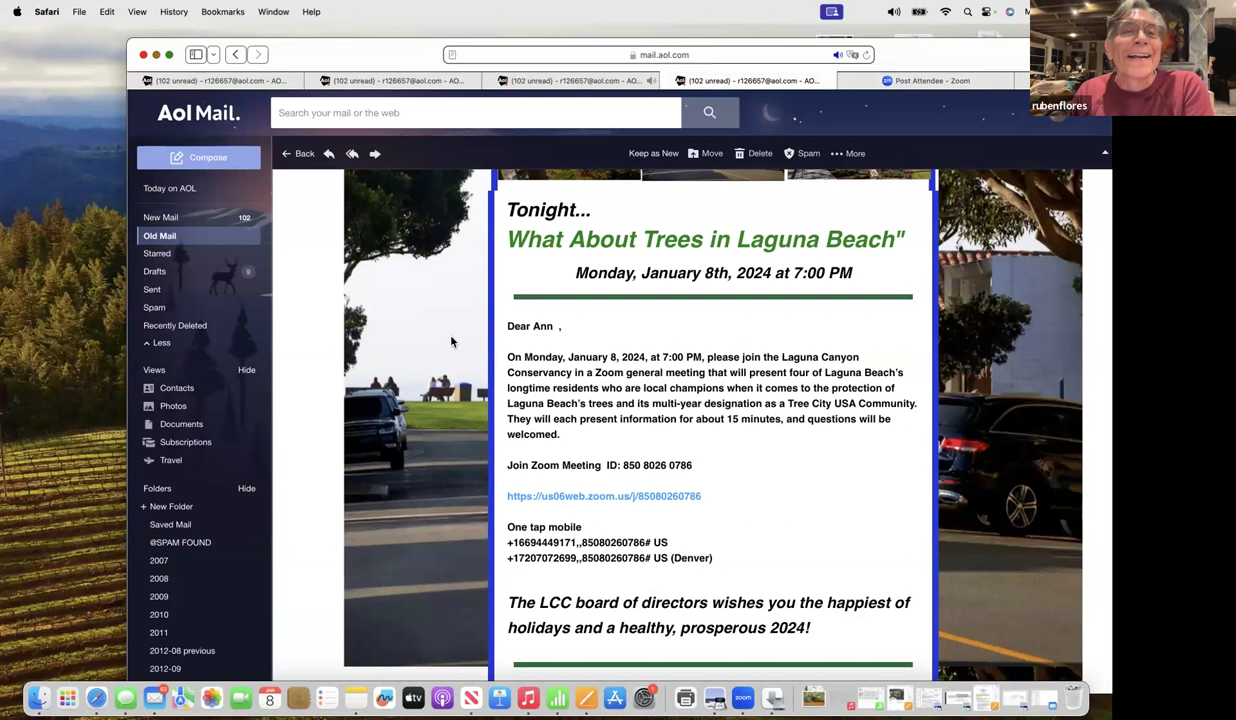 Safari File Edit View History Bookmarks Window Help
mail.aol.com
(102 unread) - r126657@aol.com - AO...
(102 unread) - r126657@aol.com - AO...
(102 unread) - r126657@aol.com - AO...
(102 unread) - r126657@aol.com - AO...
Post Attendee - Zoom
rubenflores
Aol Mail.
Search your mail or the web
Compose
Back
Keep as New Move Delete Spam More
Today on AOL
New Mail 102
Old Mail
Starred
Drafts 9
Sent
Spam
Recently Deleted
Less
Views Hide
Contacts
Photos
Documents
Subscriptions
Travel
Folders Hide
+ New Folder
Saved Mail
@SPAM FOUND
2007
2008
2009
2010
2011
2012-08 previous
2012-09
Tonight...
What About Trees in Laguna Beach"
Monday, January 8th, 2024 at 7:00 PM
Dear Ann ,
On Monday, January 8, 2024, at 7:00 PM, please join the Laguna Canyon
Conservancy in a Zoom general meeting that will present four of Laguna Beach's
longtime residents who are local champions when it comes to the protection of
Laguna Beach's trees and its multi-year designation as a Tree City USA Community.
They will each present information for about 15 minutes, and questions will be
welcomed.
Join Zoom Meeting ID: 850 8026 0786
https://us06web.zoom.us/j/85080260786
One tap mobile
+16694449171,,85080260786# US
+17207072699,,85080260786# US (Denver)
The LCC board of directors wishes you the happiest of
holidays and a healthy, prosperous 2024!
JAN
8
tv
zoom